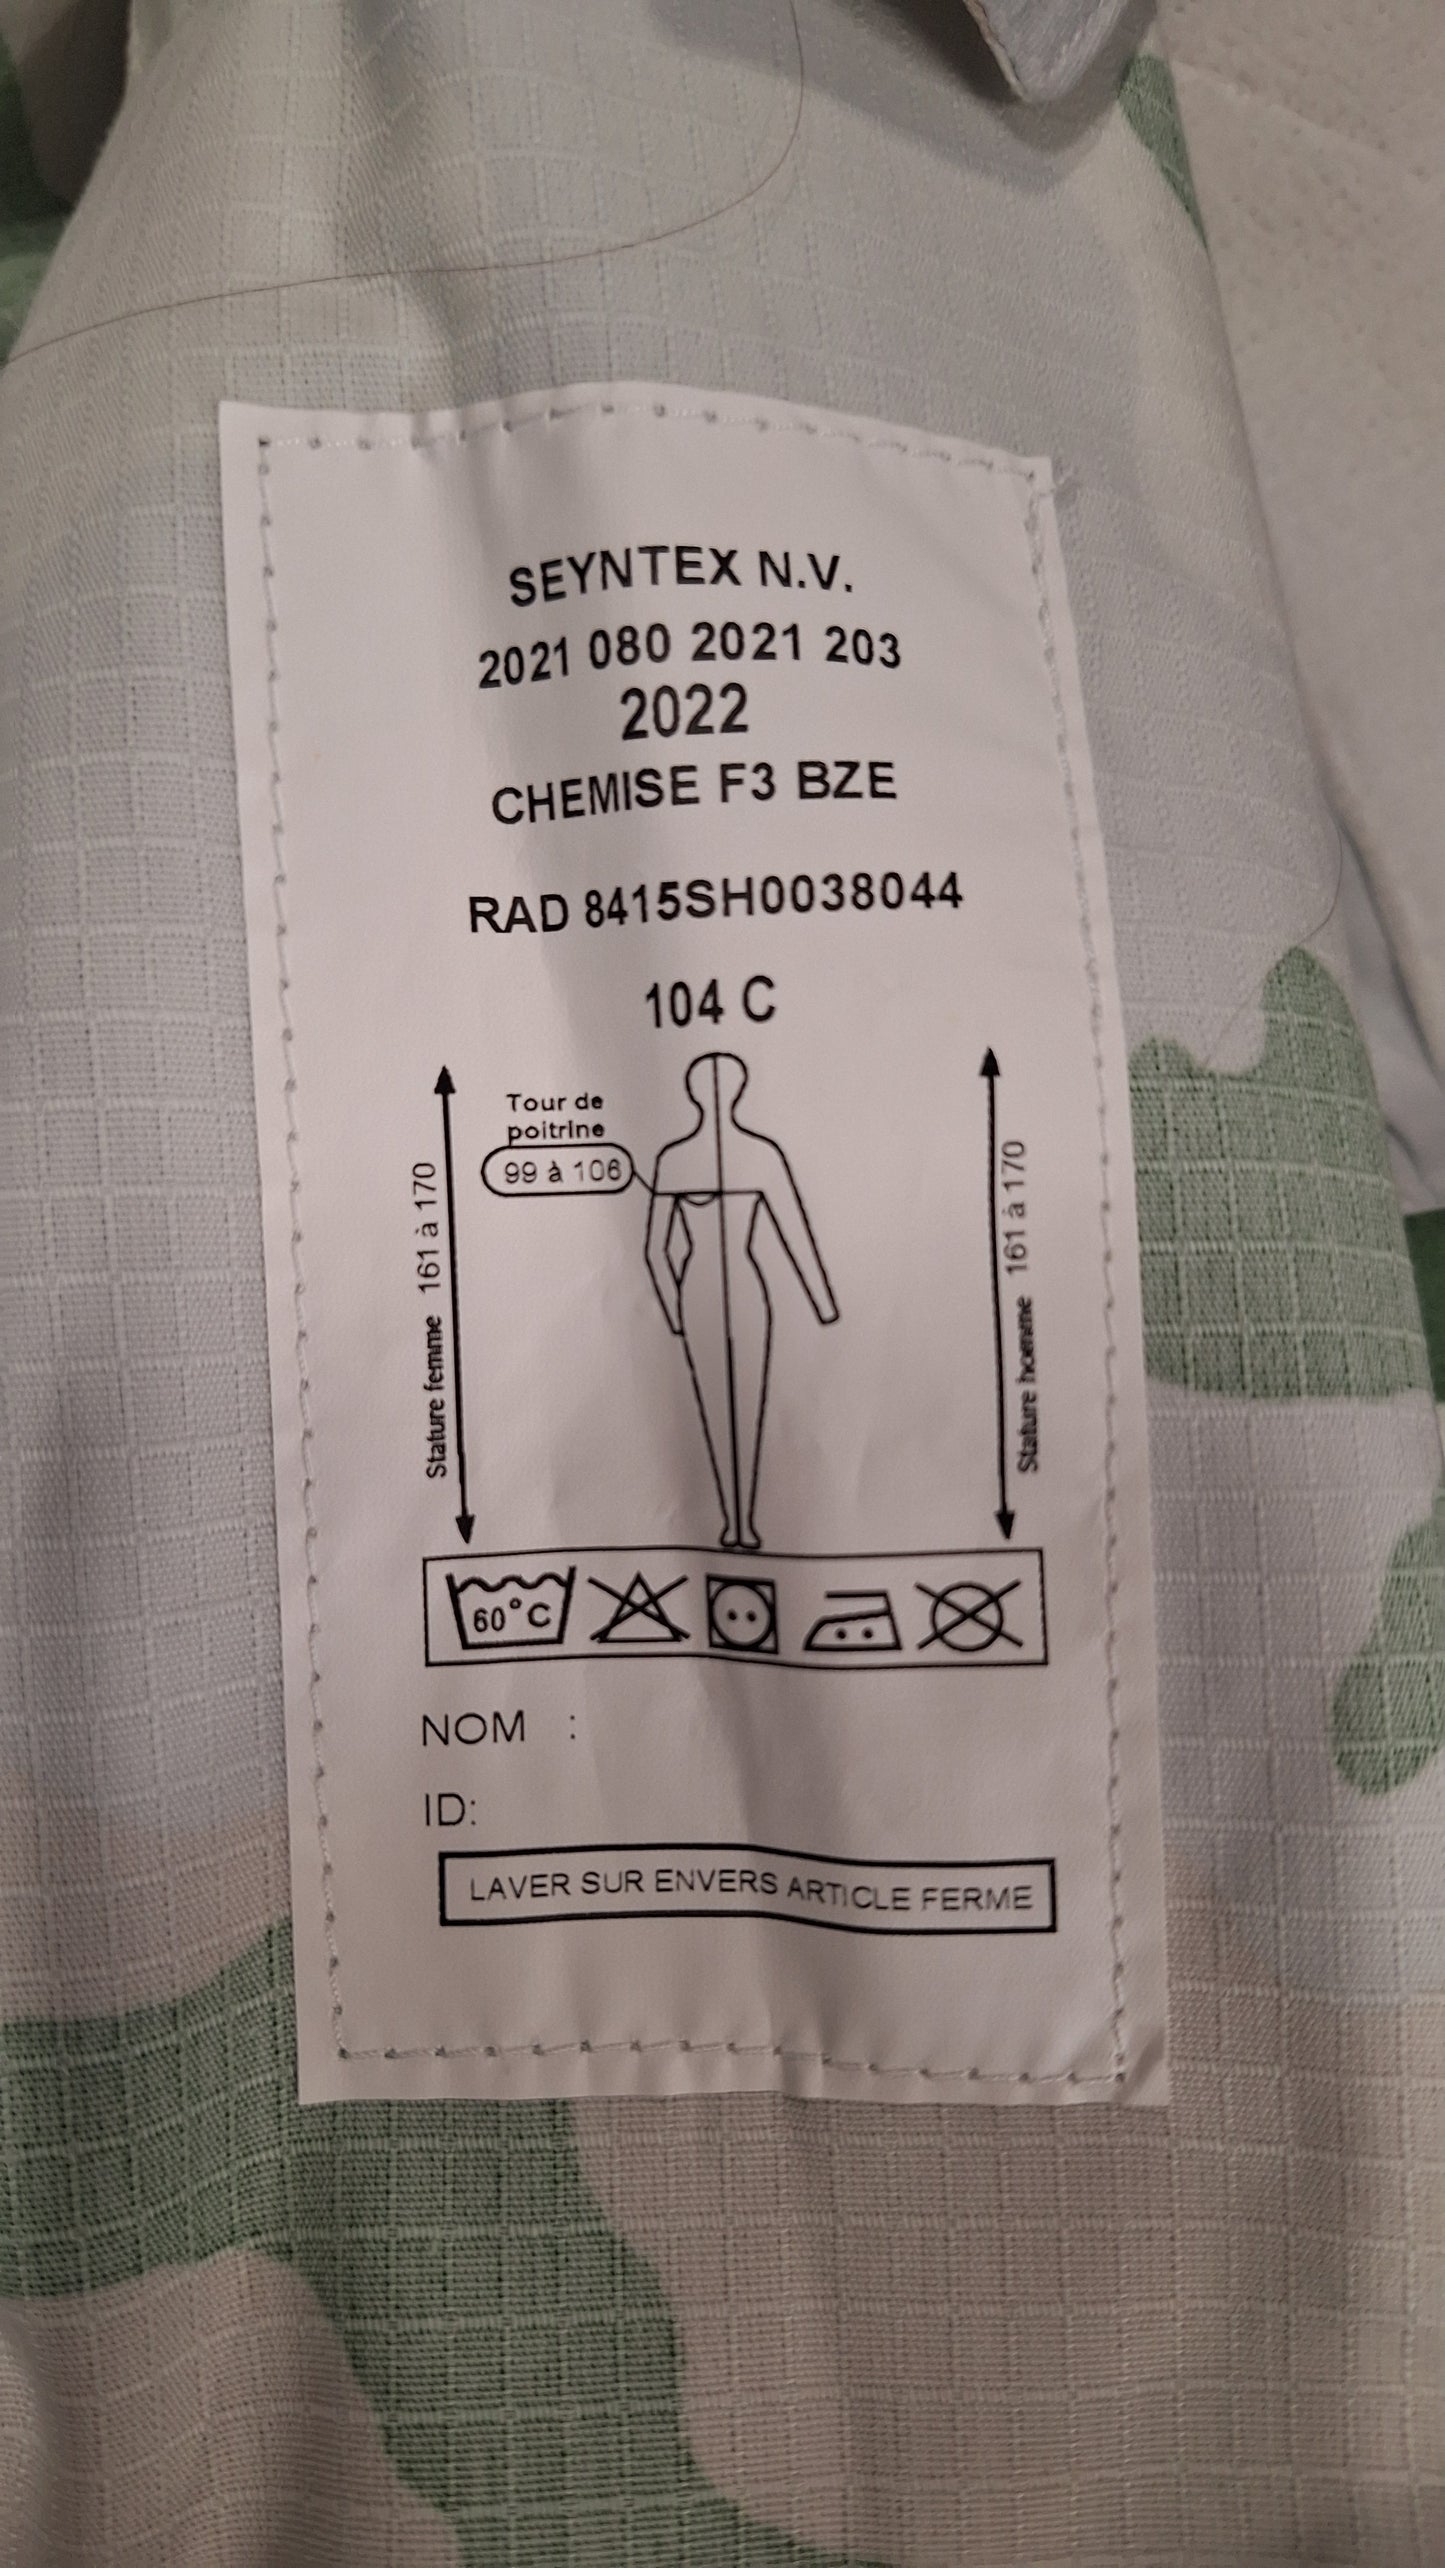 SEYNTEX N.V.
2021 080 2021 203
2022
CHEMISE F3 BZE
RAD 8415SH0038044
104 C
Tour de
poitrine
99 à 106
Stature femme 161 à 170
Stature homme 161 à 170
60°C
NOM :
ID:
LAVER SUR ENVERS ARTICLE FERME